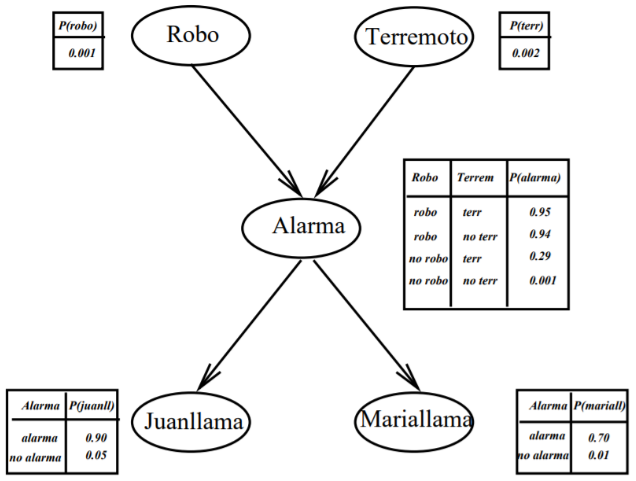 P(robo)
0.001
Robo
Terremoto
P(terr)
0.002
Alarma
Robo Terrem P(alarma)
robo terr 0.95
robo no terr 0.94
no robo terr 0.29
no robo no terr 0.001
Alarma P(juanll)
alarma 0.90
no alarma 0.05
Juanllama
Mariallama
Alarma P(mariall)
alarma 0.70
no alarma 0.01